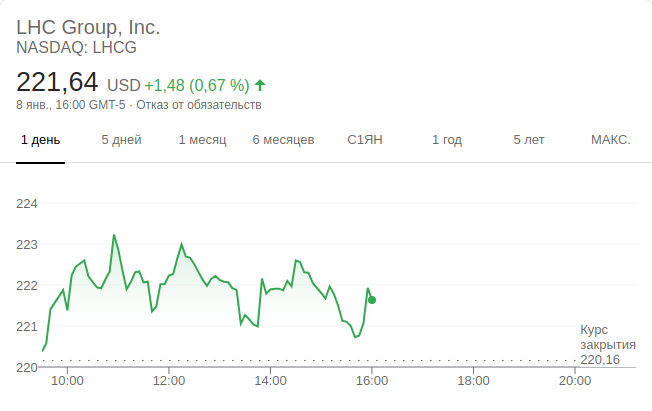 LHC Group, Inc.
NASDAQ: LHCG
221,64 USD +1,48 (0,67 %)
8 янв., 16:00 GMT-5 · Отказ от обязательств
1 день 5 дней 1 месяц 6 месяцев С1ЯН 1 год 5 лет МАКС.
224
223
222
221
220
Курс
закрытия
220,16
10:00 12:00 14:00 16:00 18:00 20:00